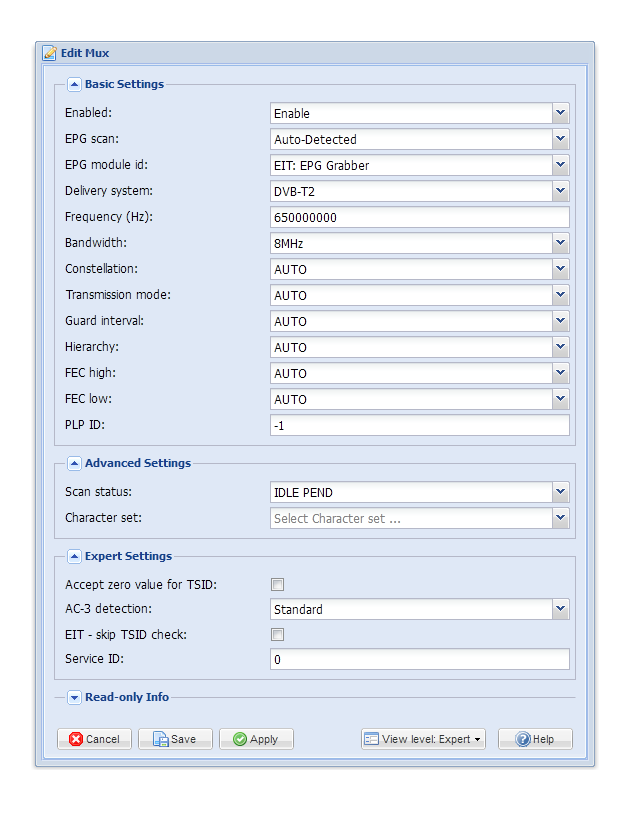 Edit Mux
Basic Settings
Enabled: Enable
EPG scan: Auto-Detected
EPG module id: EIT: EPG Grabber
Delivery system: DVB-T2
Frequency (Hz): 650000000
Bandwidth: 8MHz
Constellation: AUTO
Transmission mode: AUTO
Guard interval: AUTO
Hierarchy: AUTO
FEC high: AUTO
FEC low: AUTO
PLP ID: -1
Advanced Settings
Scan status: IDLE PEND
Character set: Select Character set ...
Expert Settings
Accept zero value for TSID:
AC-3 detection: Standard
EIT - skip TSID check:
Service ID: 0
Read-only Info
Cancel Save Apply View level: Expert Help